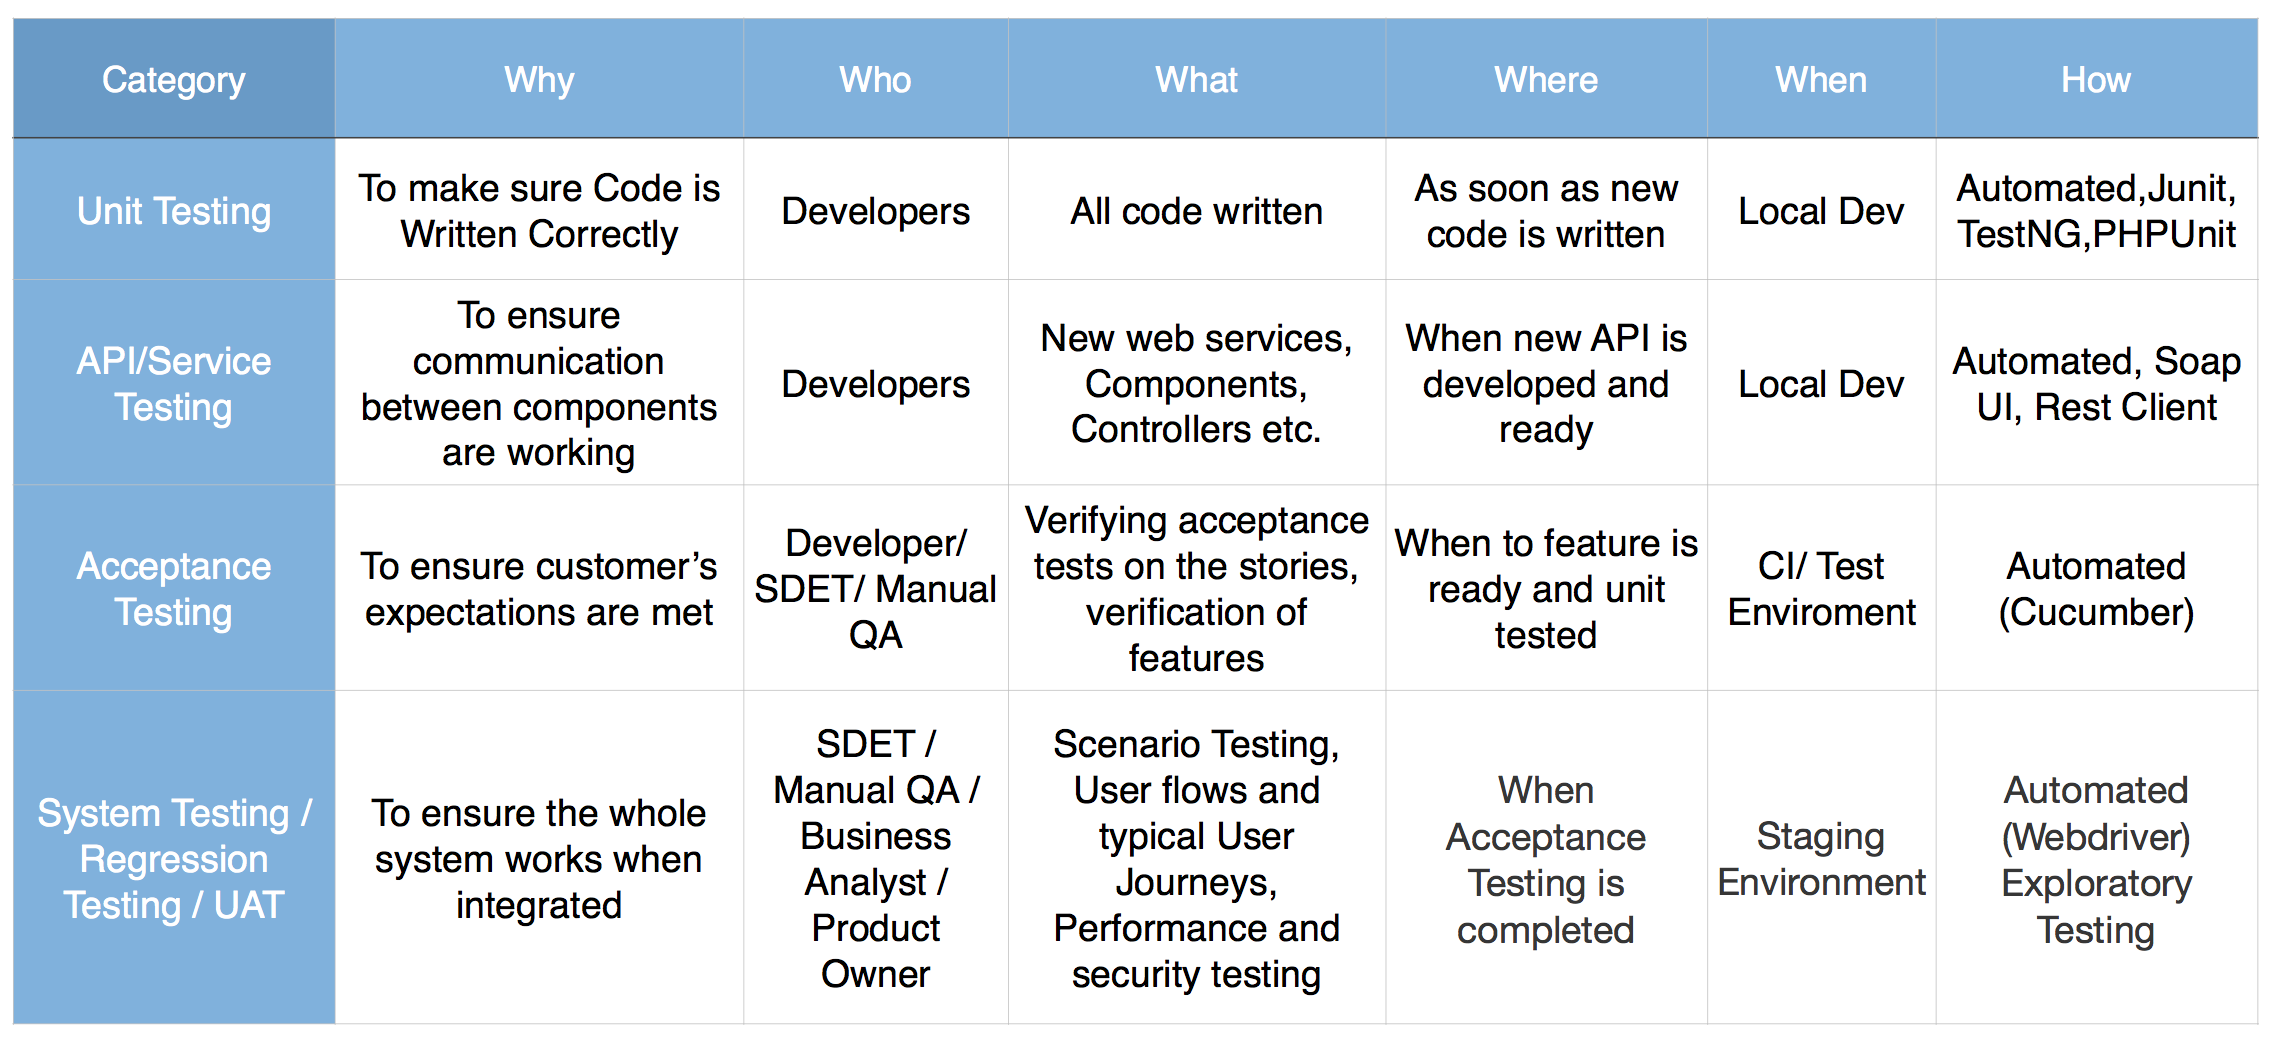 Category
Why
Who
What
Where
When
How
Unit Testing
To make sure Code is
Written Correctly
Developers
All code written
As soon as new
code is written
Local Dev
Automated,Junit,
TestNG,PHPUnit
API/Service
Testing
To ensure
communication
between components
are working
Developers
New web services,
Components,
Controllers etc.
When new API is
developed and
ready
Local Dev
Automated, Soap
UI, Rest Client
Acceptance
Testing
To ensure customer’s
expectations are met
Developer/
SDET/ Manual
QA
Verifying acceptance
tests on the stories,
verification of
features
When to feature is
ready and unit
tested
CI/ Test
Enviroment
Automated
(Cucumber)
System Testing /
Regression
Testing / UAT
To ensure the whole
system works when
integrated
SDET /
Manual QA /
Business
Analyst /
Product
Owner
Scenario Testing,
User flows and
typical User
Journeys,
Performance and
security testing
When
Acceptance
Testing is
completed
Staging
Environment
Automated
(Webdriver)
Exploratory
Testing